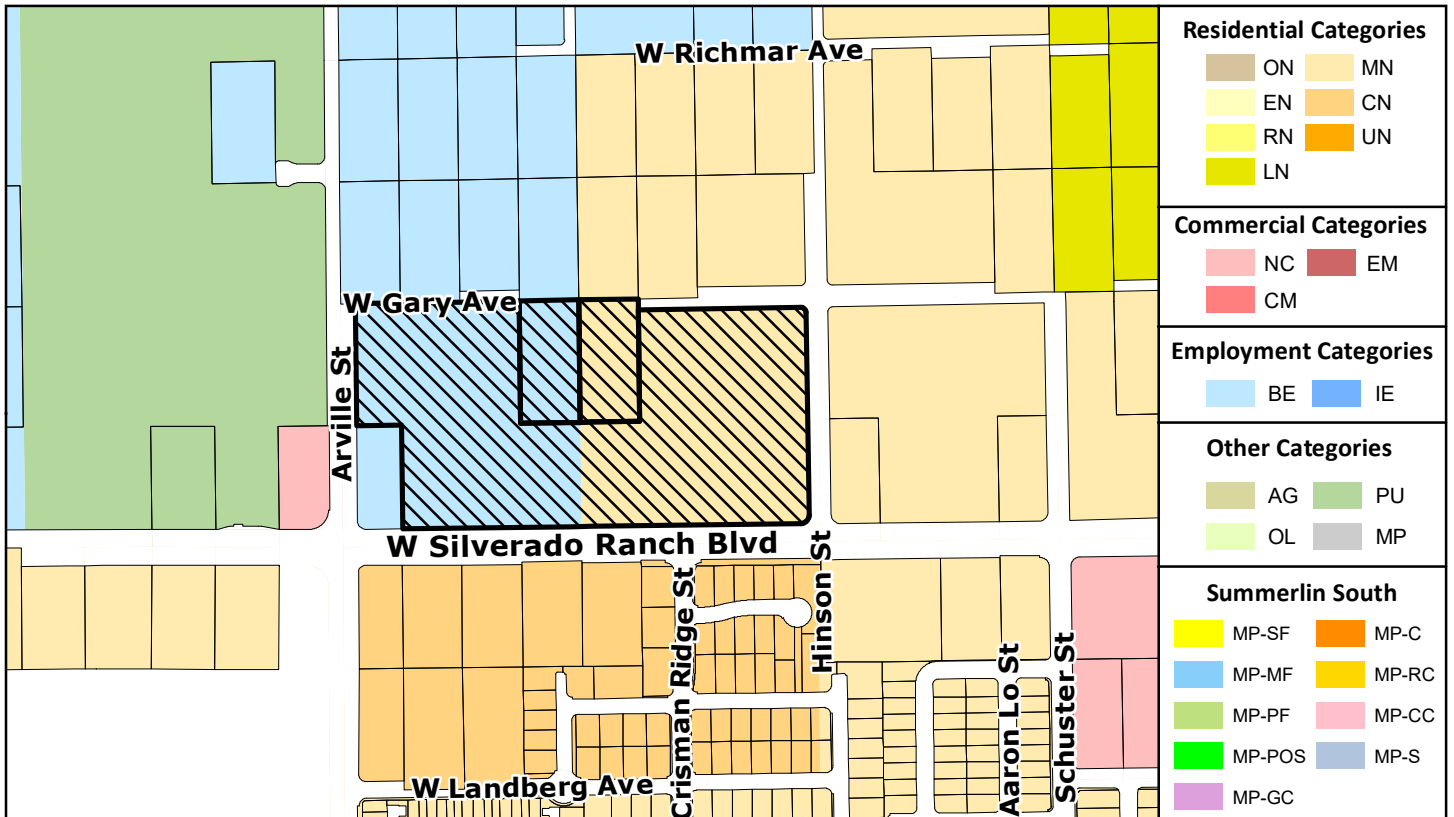 W Richmar Ave
W Gary Ave
Arville St
W Silverado Ranch Blvd
Hinson St
Crisman Ridge St
Aaron Lo St
Schuster St
W Landberg Ave
Residential Categories
ON MN
EN CN
RN UN
LN
Commercial Categories
NC EM
CM
Employment Categories
BE IE
Other Categories
AG PU
OL MP
Summerlin South
MP-SF MP-C
MP-MF MP-RC
MP-PF MP-CC
MP-POS MP-S
MP-GC